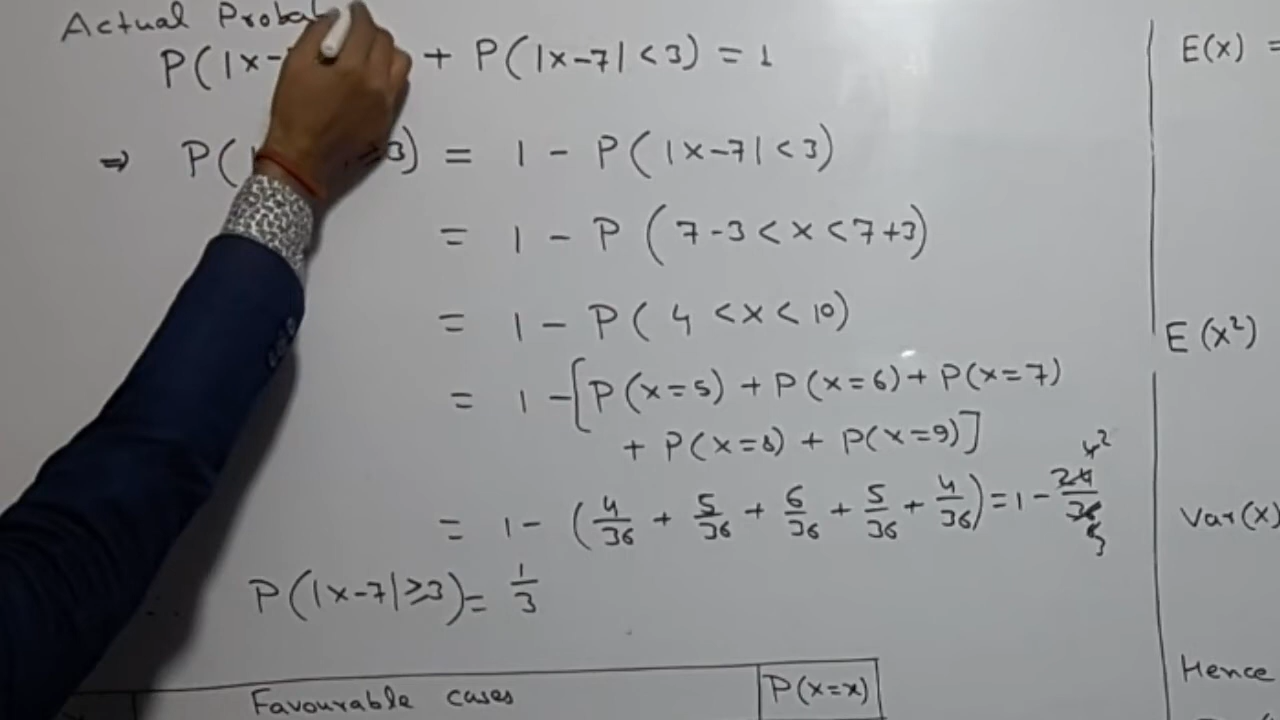 Actual
P(|x- + P(|x-7|<3) = 1
⇒ P( 3) = 1 - P(|x-7|<3)
= 1 - P(7-3<x<7+3)
= 1 - P(4<x<10)
= 1 - [P(x=5) + P(x=6) + P(x=7)
+ P(x=8) + P(x=9)]
= 1 - (4/36 + 5/36 + 6/36 + 5/36 + 4/36) = 1 - 24/36
P(|x-7|≥3) = 1/3
Favourable cases P(x=x)
E(x) =
E(x²)
Var(x)
Hence